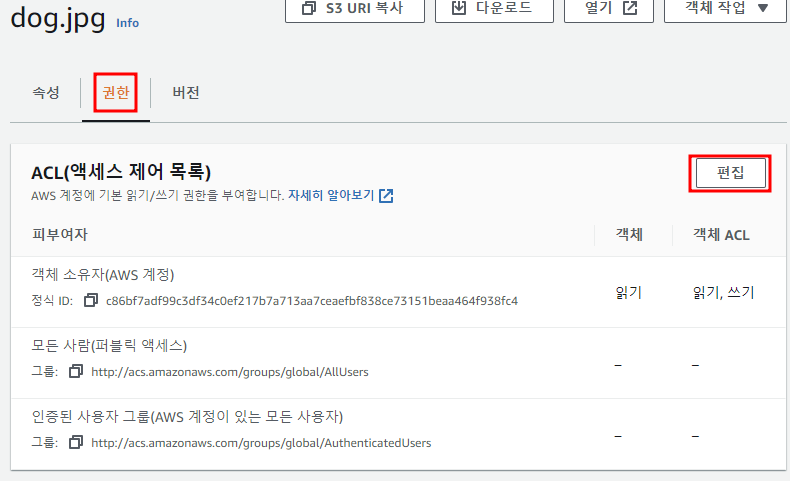 dog.jpg Info
S3 URI 복사 다운로드 열기 객체 작업
속성 권한 버전
ACL(액세스 제어 목록)
편집
AWS 계정에 기본 읽기/쓰기 권한을 부여합니다. 자세히 알아보기
피부여자 객체 객체 ACL
객체 소유자(AWS 계정)
정식 ID: c86bf7adf99c3df34c0ef217b7a713aa7ceaefbf838ce73151beaa464f938fc4
읽기 읽기, 쓰기
모든 사람(퍼블릭 액세스)
그룹: http://acs.amazonaws.com/groups/global/AllUsers
– –
인증된 사용자 그룹(AWS 계정이 있는 모든 사용자)
그룹: http://acs.amazonaws.com/groups/global/AuthenticatedUsers
– –